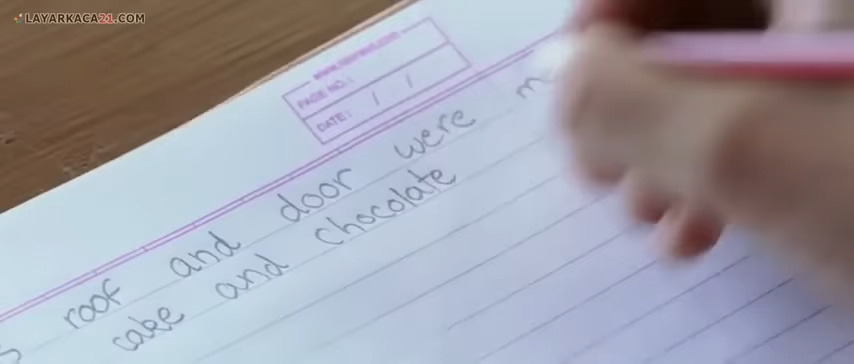 LAYARKACA21.COM
PAGE NO.:
DATE: / /
roof and door were
cake and chocolate